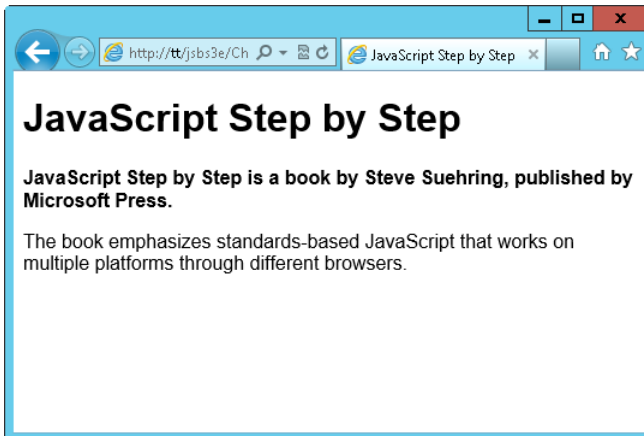 http://tt/jsbs3e/Ch
JavaScript Step by Step
JavaScript Step by Step
JavaScript Step by Step is a book by Steve Suehring, published by
Microsoft Press.
The book emphasizes standards-based JavaScript that works on
multiple platforms through different browsers.